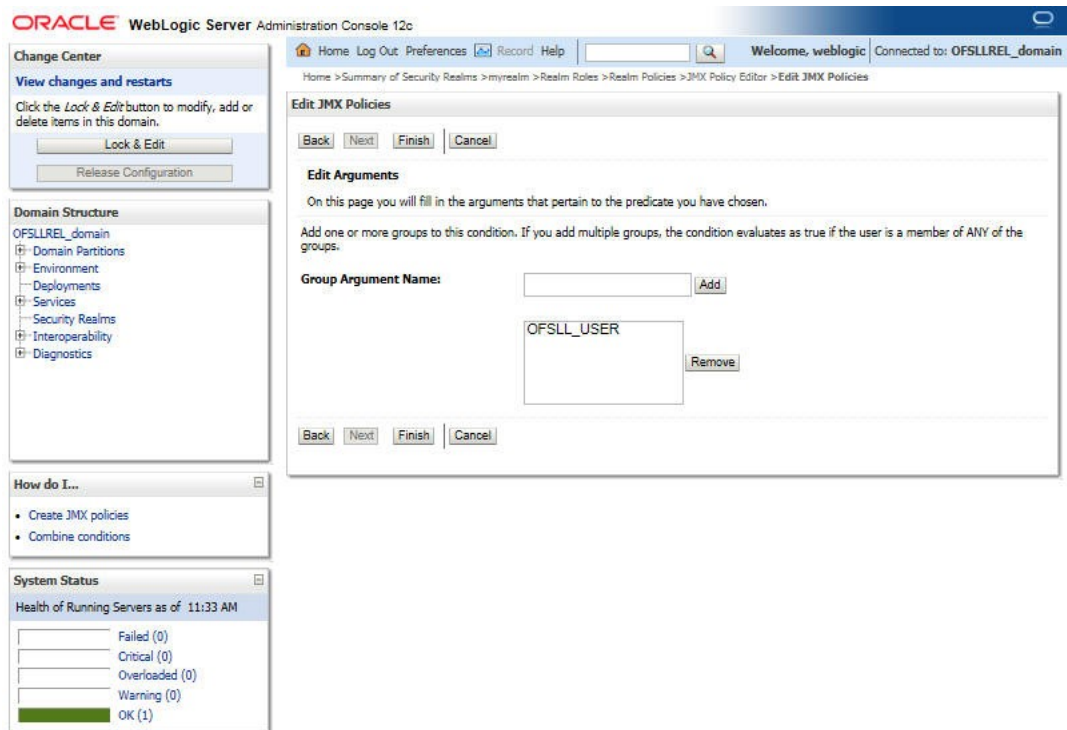 ORACLE WebLogic Server Administration Console 12c
Change Center
View changes and restarts
Click the Lock & Edit button to modify, add or
delete items in this domain.
Lock & Edit
Release Configuration
Domain Structure
OFSLLREL_domain
Domain Partitions
Environment
Deployments
Services
Security Realms
Interoperability
Diagnostics
How do I...
Create JMX policies
Combine conditions
System Status
Health of Running Servers as of 11:33 AM
Failed (0)
Critical (0)
Overloaded (0)
Warning (0)
OK (1)
Home Log Out Preferences Record Help
Welcome, weblogic Connected to: OFSLLREL_domain
Home >Summary of Security Realms >myrealm >Realm Roles >Realm Policies >JMX Policy Editor >Edit JMX Policies
Edit JMX Policies
Back Next Finish Cancel
Edit Arguments
On this page you will fill in the arguments that pertain to the predicate you have chosen.
Add one or more groups to this condition. If you add multiple groups, the condition evaluates as true if the user is a member of ANY of the
groups.
Group Argument Name:
Add
OFSLL_USER
Remove
Back Next Finish Cancel